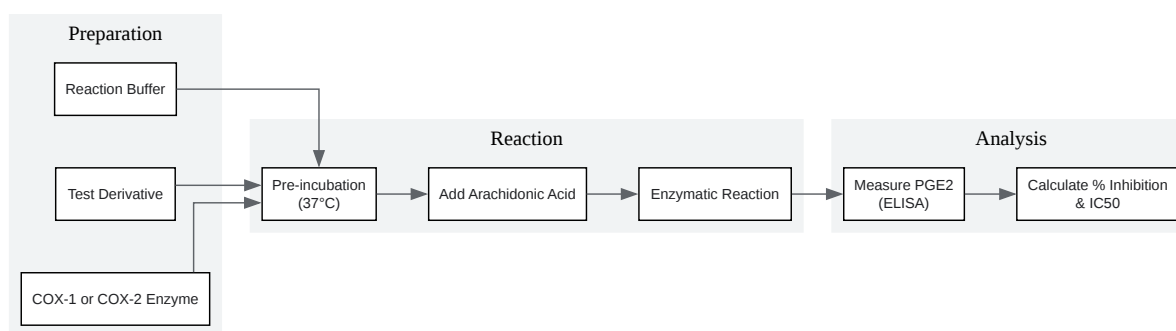 Preparation
Reaction Buffer
Test Derivative
COX-1 or COX-2 Enzyme
Reaction
Pre-incubation
(37°C)
Add Arachidonic Acid
Enzymatic Reaction
Analysis
Measure PGE2
(ELISA)
Calculate % Inhibition
& IC50